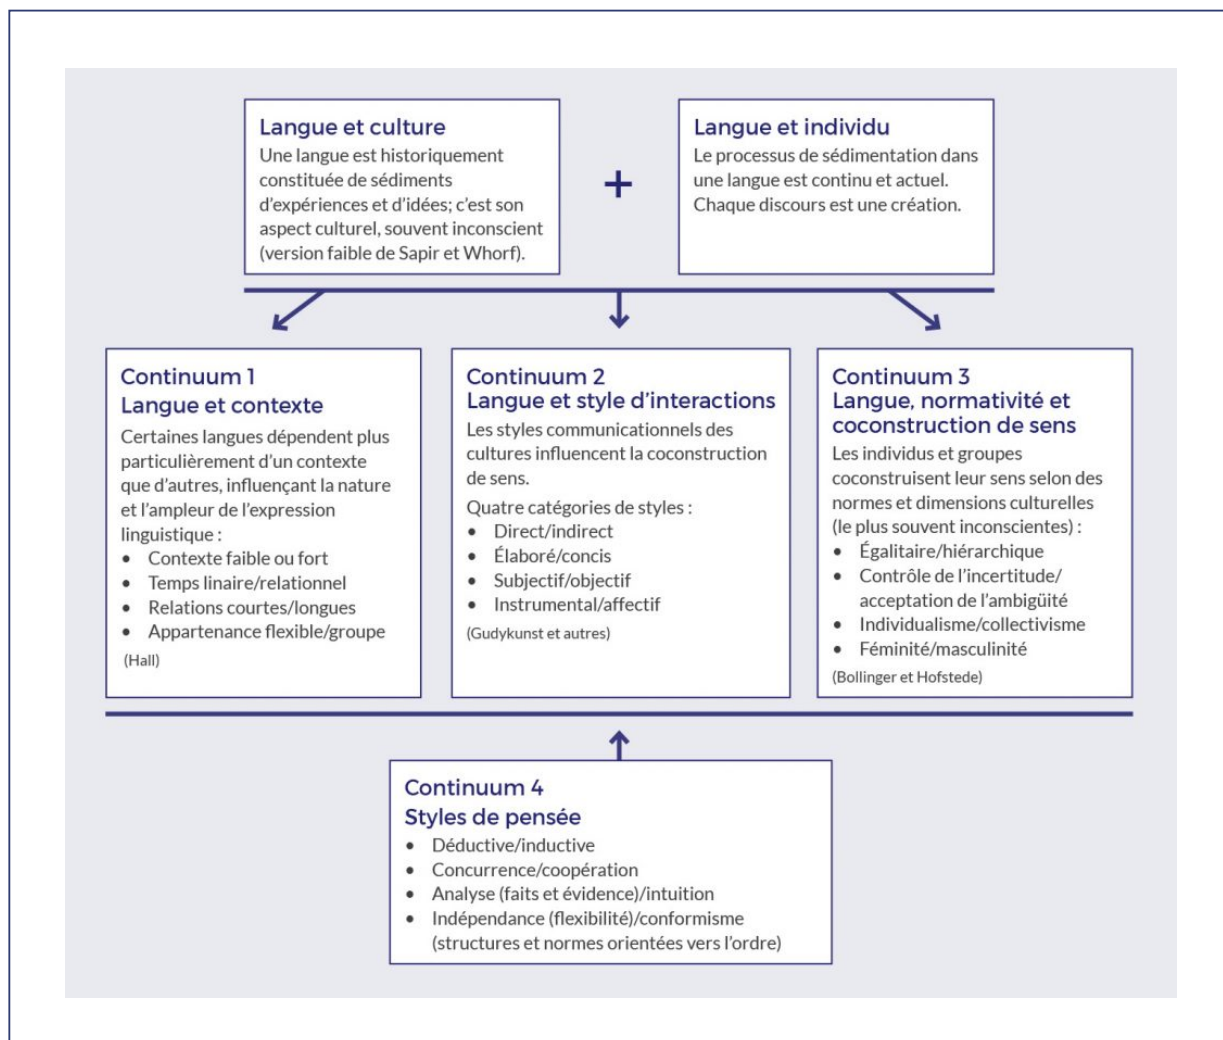 Langue et culture
Une langue est historiquement
constituée de sédiments
d'expériences et d'idées; c'est son
aspect culturel, souvent inconscient
(version faible de Sapir et Whorf).
+
Langue et individu
Le processus de sédimentation dans
une langue est continu et actuel.
Chaque discours est une création.
Continuum 1
Langue et contexte
Certaines langues dépendent plus
particulièrement d'un contexte
que d'autres, influençant la nature
et l'ampleur de l'expression
linguistique :
• Contexte faible ou fort
• Temps linaire/relationnel
• Relations courtes/longues
• Appartenance flexible/groupe
(Hall)
Continuum 2
Langue et style d'interactions
Les styles communicationnels des
cultures influencent la coconstruction
de sens.
Quatre catégories de styles :
• Direct/indirect
• Élaboré/concis
• Subjectif/objectif
• Instrumental/affectif
(Gudykunst et autres)
Continuum 3
Langue, normativité et
coconstruction de sens
Les individus et groupes
coconstruisent leur sens selon des
normes et dimensions culturelles
(le plus souvent inconscientes) :
• Égalitaire/hiérarchique
• Contrôle de l'incertitude/
acceptation de l'ambigüité
• Individualisme/collectivisme
• Féminité/masculinité
(Bollinger et Hofstede)
Continuum 4
Styles de pensée
• Déductive/inductive
• Concurrence/coopération
• Analyse (faits et évidence)/intuition
• Indépendance (flexibilité)/conformisme
(structures et normes orientées vers l'ordre)